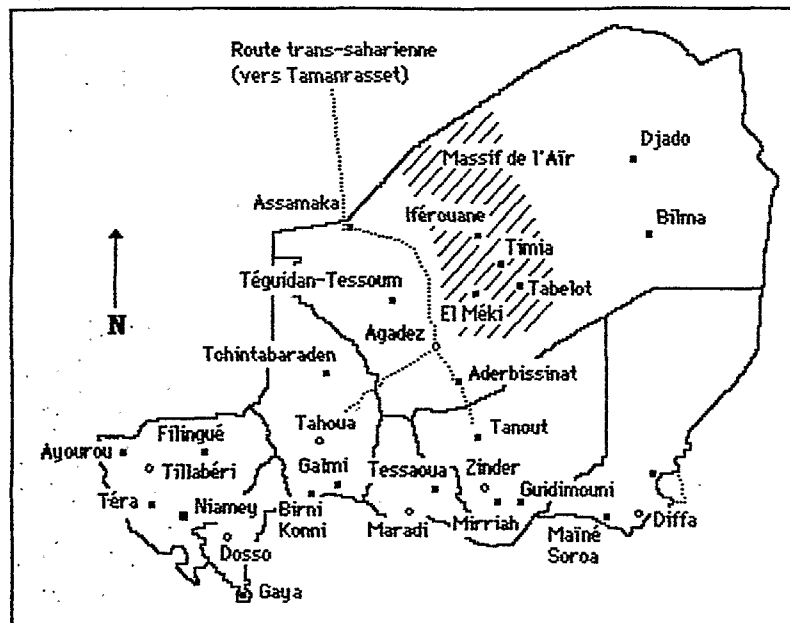 Route trans-saharienne
(vers Tamanrasset)
Djado
Massif de l'Aïr
Assamaka
Iférouane
Bilma
Timia
Téguidan-Tessoum
Tabelot
El Méki
N
Agadez
Tchintabaraden
Aderbissinat
Tahoua
Tanout
Filingué
Ayourou
Tillabéri
Galmi
Tessaoua
Zinder
Guidimouni
Téra
Niamey
Birni
Konni
Maradi
Mirriah
Maïné
Soroa
Diffa
Dosso
Gaya